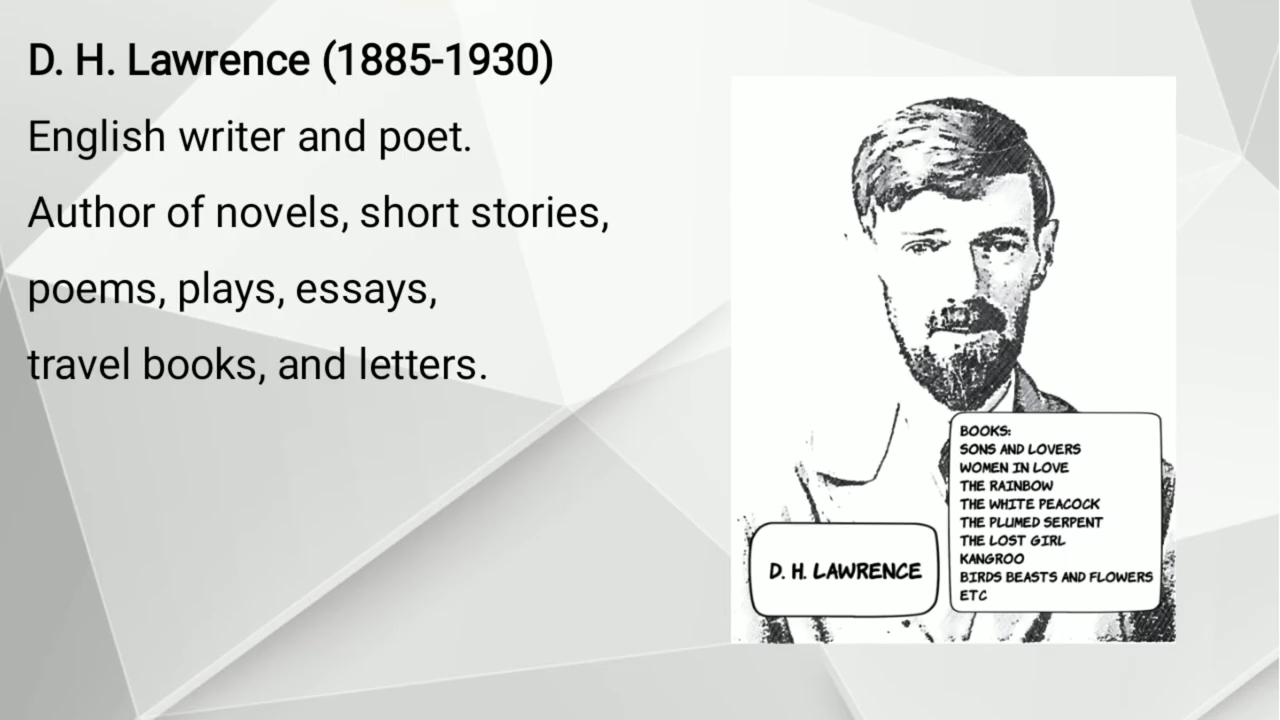 D. H. Lawrence (1885-1930)
English writer and poet.
Author of novels, short stories,
poems, plays, essays,
travel books, and letters.
BOOKS:
SONS AND LOVERS
WOMEN IN LOVE
THE RAINBOW
THE WHITE PEACOCK
THE PLUMED SERPENT
THE LOST GIRL
KANGROO
BIRDS BEASTS AND FLOWERS
ETC
D. H. LAWRENCE